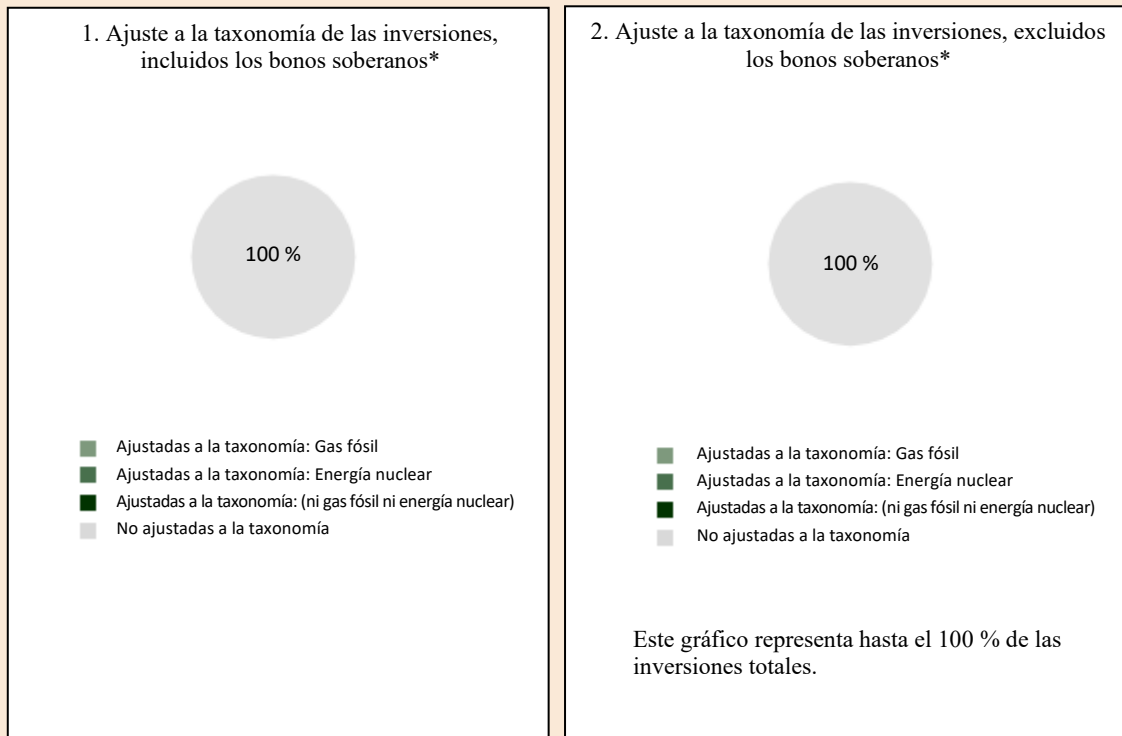 1. Ajuste a la taxonomía de las inversiones,
incluidos los bonos soberanos*
100 %
Ajustadas a la taxonomía: Gas fósil
Ajustadas a la taxonomía: Energía nuclear
Ajustadas a la taxonomía: (ni gas fósil ni energía nuclear)
No ajustadas a la taxonomía
2. Ajuste a la taxonomía de las inversiones, excluidos
los bonos soberanos*
100 %
Ajustadas a la taxonomía: Gas fósil
Ajustadas a la taxonomía: Energía nuclear
Ajustadas a la taxonomía: (ni gas fósil ni energía nuclear)
No ajustadas a la taxonomía
Este gráfico representa hasta el 100 % de las
inversiones totales.